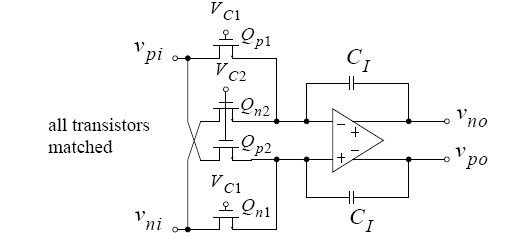 V_C1
Q_p1
v_pi
V_C2
C_I
Q_n2
v_no
all transistors
matched
- +
+ -
Q_p2
v_po
V_C1
Q_n1
v_ni
C_I